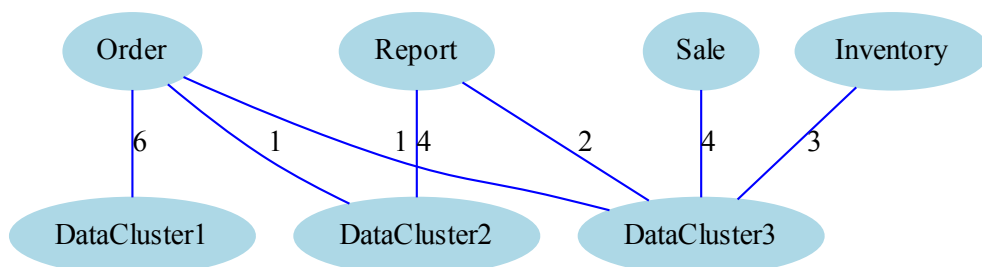 Order
Report
Sale
Inventory
6
1
1
4
2
4
3
DataCluster1
DataCluster2
DataCluster3